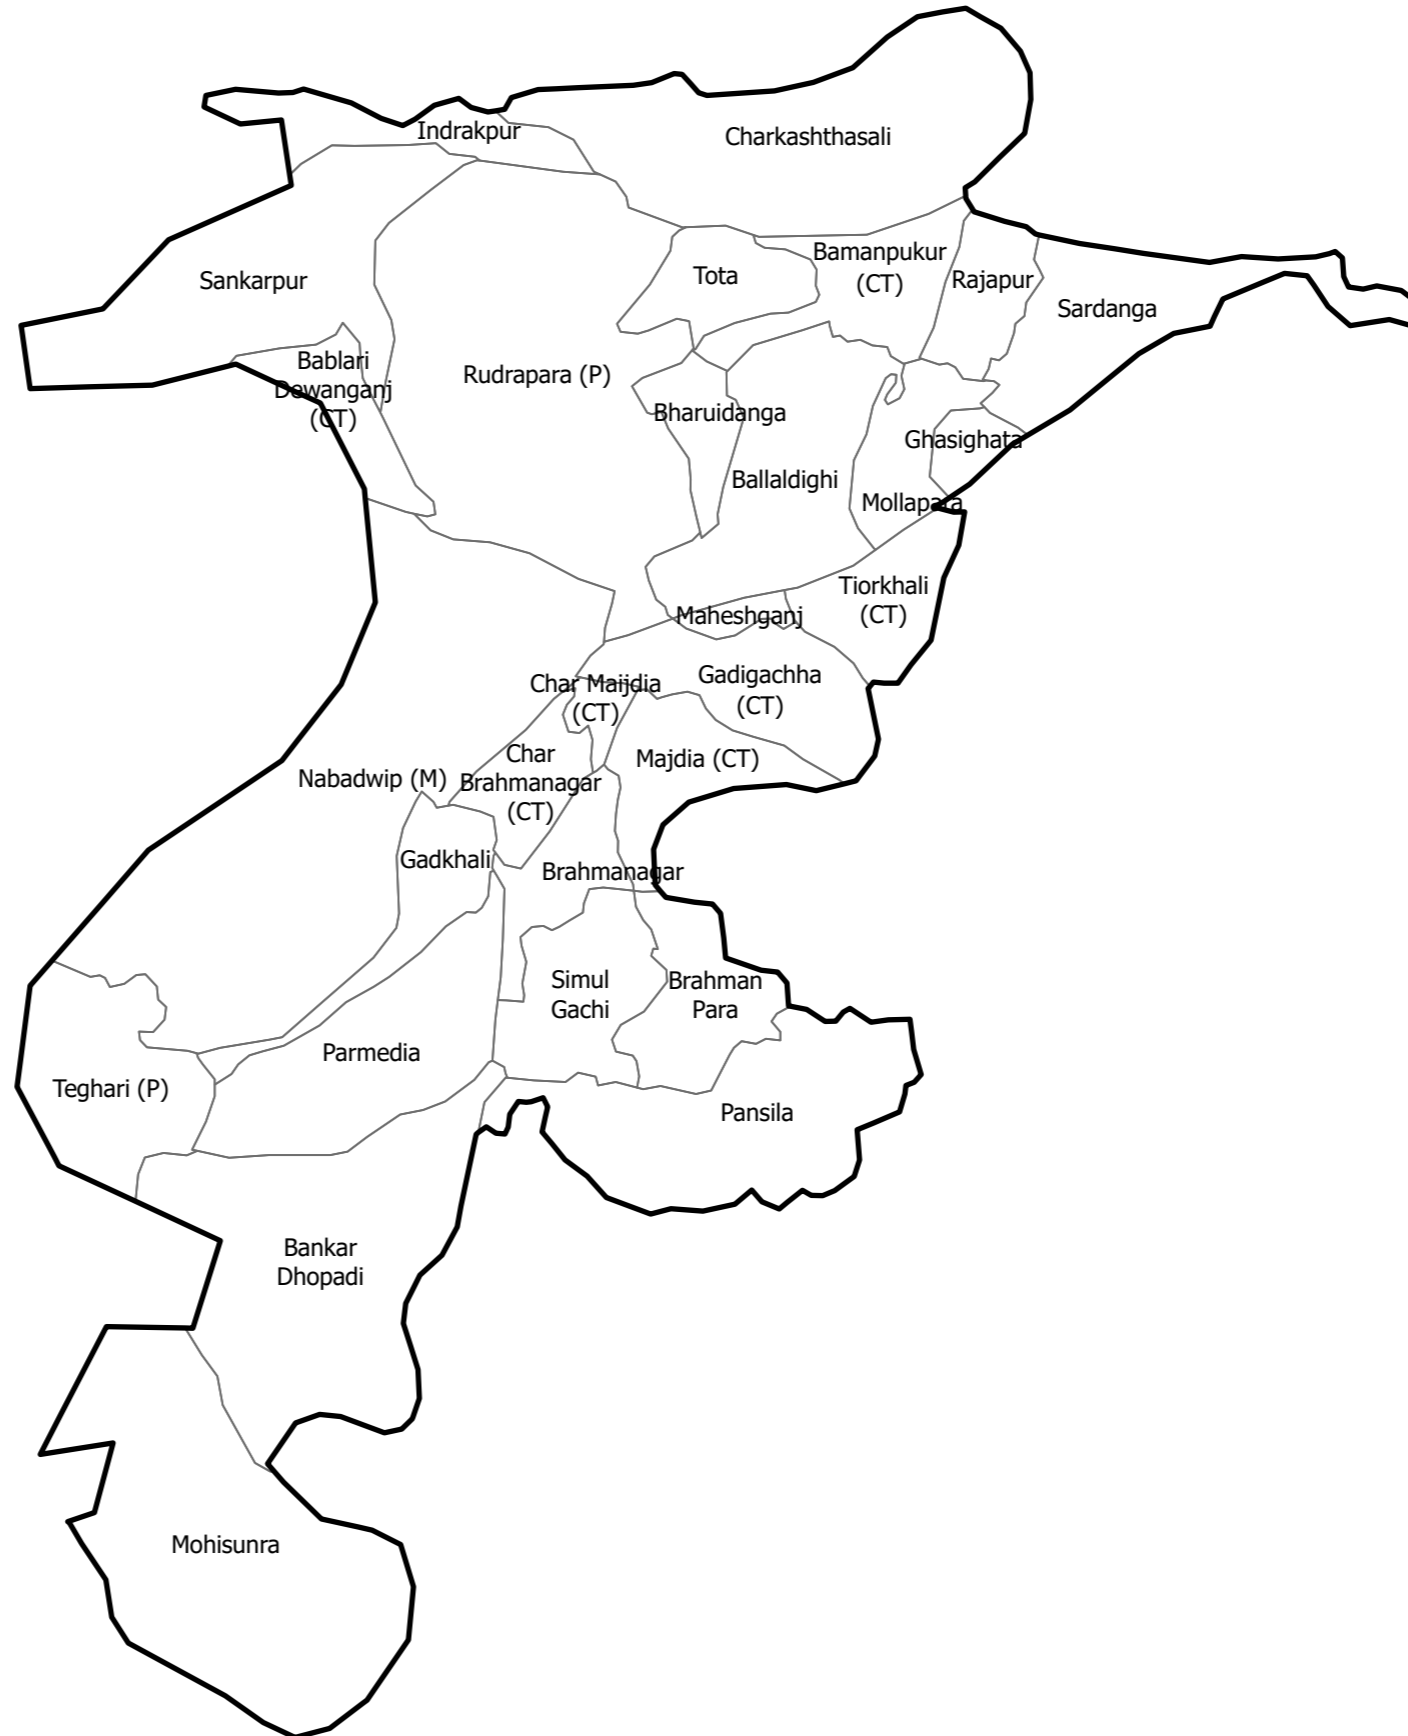 Indrakpur
Charkashthasali
Sankarpur
Tota
Bamanpukur
(CT)
Rajapur
Sardanga
Bablari
Dewanganj
(CT)
Rudrapara (P)
Bharuidanga
Ballaldighi
Ghasighata
Mollapara
Tiorkhali
(CT)
Maheshganj
Char Maijdia
(CT)
Gadigachha
(CT)
Char
Brahmanagar
(CT)
Majdia (CT)
Nabadwip (M)
Gadkhali
Brahmanagar
Simul
Gachi
Brahman
Para
Parmedia
Teghari (P)
Pansila
Bankar
Dhopadi
Mohisunra